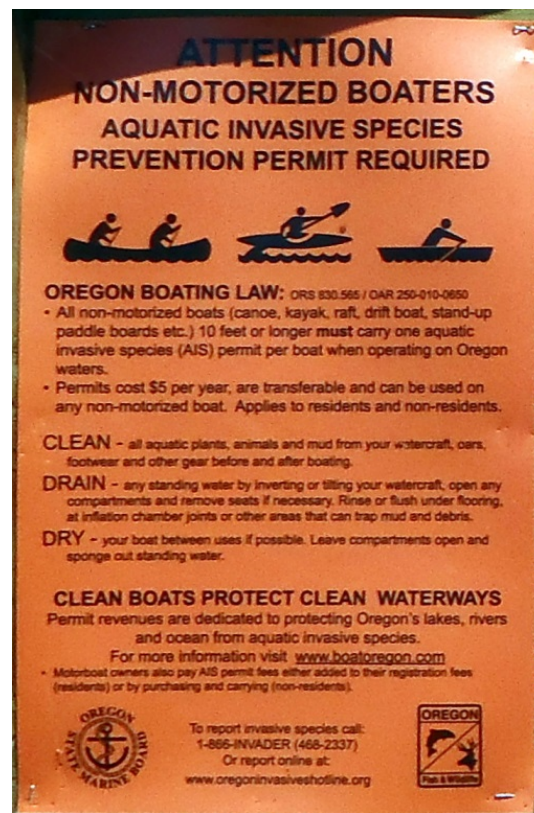 ATTENTION
NON-MOTORIZED BOATERS
AQUATIC INVASIVE SPECIES
PREVENTION PERMIT REQUIRED
OREGON BOATING LAW: ORS 830.565 / OAR 250-010-0650
• All non-motorized boats (canoe, kayak, raft, drift boat, stand-up
paddle boards etc.) 10 feet or longer must carry one aquatic
invasive species (AIS) permit per boat when operating on Oregon
waters.
• Permits cost $5 per year, are transferable and can be used on
any non-motorized boat. Applies to residents and non-residents.
CLEAN - all aquatic plants, animals and mud from your watercraft, oars,
footwear and other gear before and after boating.
DRAIN - any standing water by inverting or tilting your watercraft, open any
compartments and remove seats if necessary. Rinse or flush under flooring,
at inflation chamber joints or other areas that can trap mud and debris.
DRY - your boat between uses if possible. Leave compartments open and
sponge out standing water.
CLEAN BOATS PROTECT CLEAN WATERWAYS
Permit revenues are dedicated to protecting Oregon's lakes, rivers
and ocean from aquatic invasive species.
For more information visit www.boatoregon.com
• Motorboat owners also pay AIS permit fees either added to their registration fees
(residents) or by purchasing and carrying (non-residents).
OREGON
STATE MARINE BOARD
To report invasive species call:
1-866-INVADER (468-2337)
Or report online at:
www.oregoninvasiveshotline.org
OREGON
Fish & Wildlife